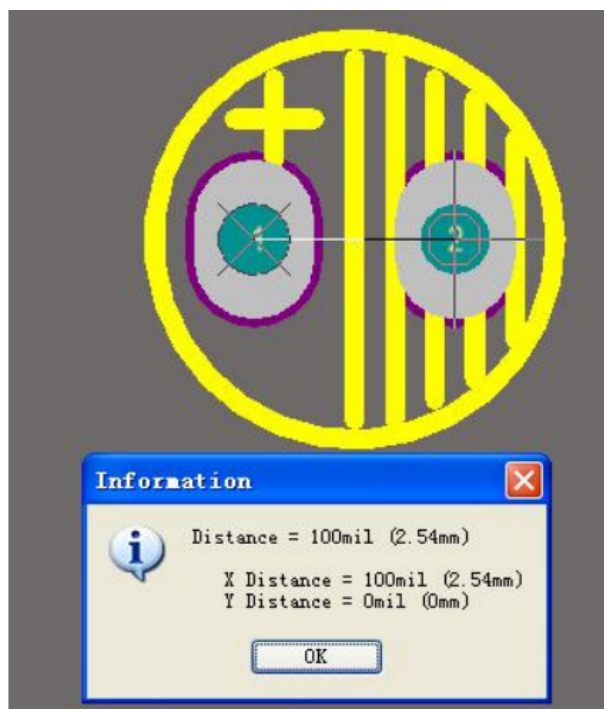 1
2
Information
Distance = 100mil (2.54mm)
X Distance = 100mil (2.54mm)
Y Distance = 0mil (0mm)
OK